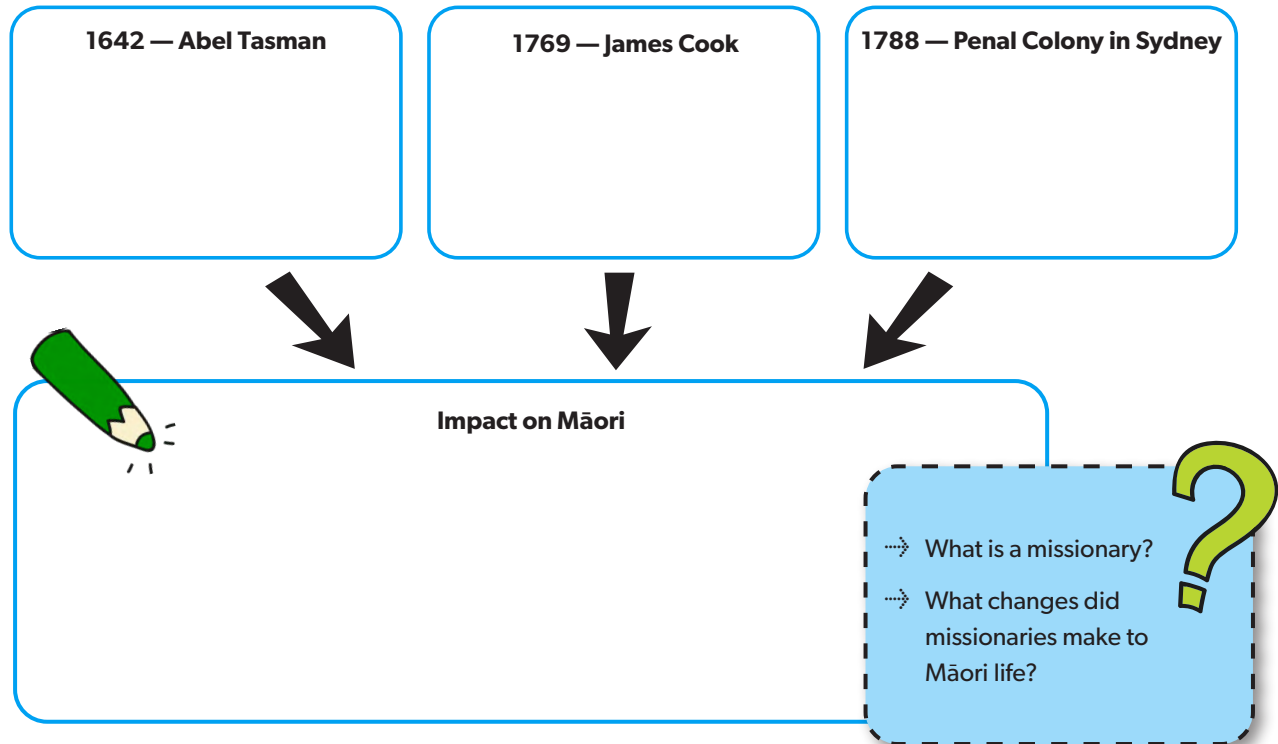 1642 — Abel Tasman
1769 — James Cook
1788 — Penal Colony in Sydney
Impact on Māori
What is a missionary?
What changes did
missionaries make to
Māori life?